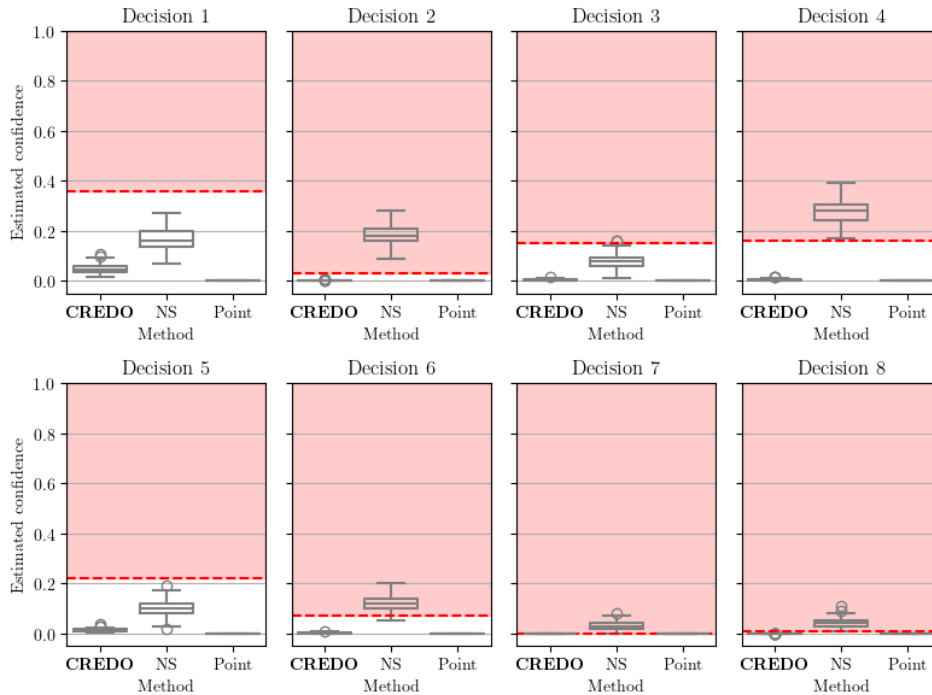 Decision 1 Decision 2 Decision 3 Decision 4
Estimated confidence
1.0
0.8
0.6
0.4
0.2
0.0
CREDO NS Point CREDO NS Point CREDO NS Point CREDO NS Point
Method Method Method Method
Decision 5 Decision 6 Decision 7 Decision 8
Estimated confidence
1.0
0.8
0.6
0.4
0.2
0.0
CREDO NS Point CREDO NS Point CREDO NS Point CREDO NS Point
Method Method Method Method